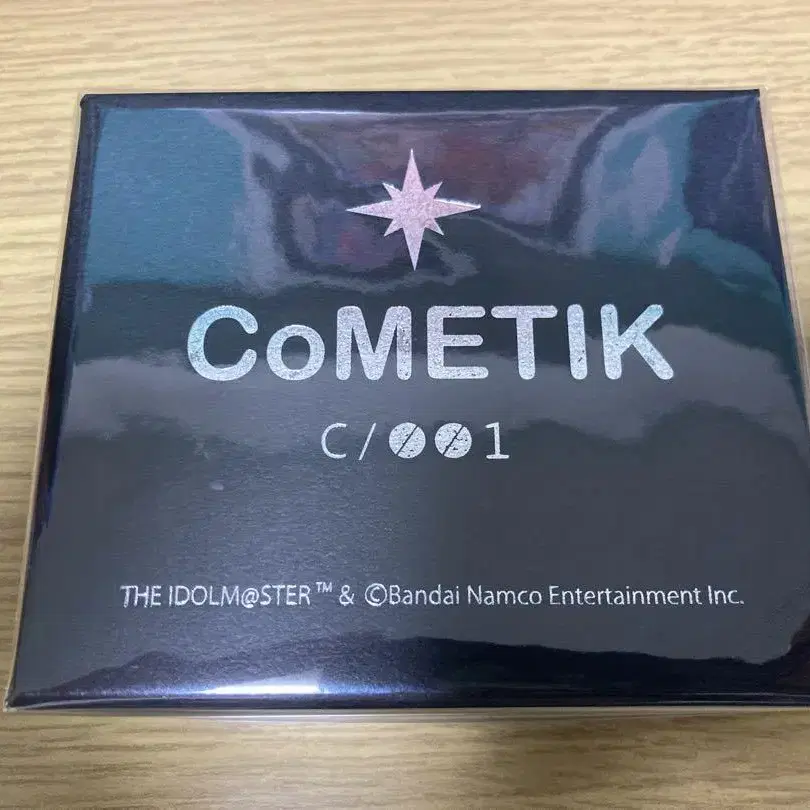 CoMETIK
C/001
THE IDOLM@STER™ & ©Bandai Namco Entertainment Inc.